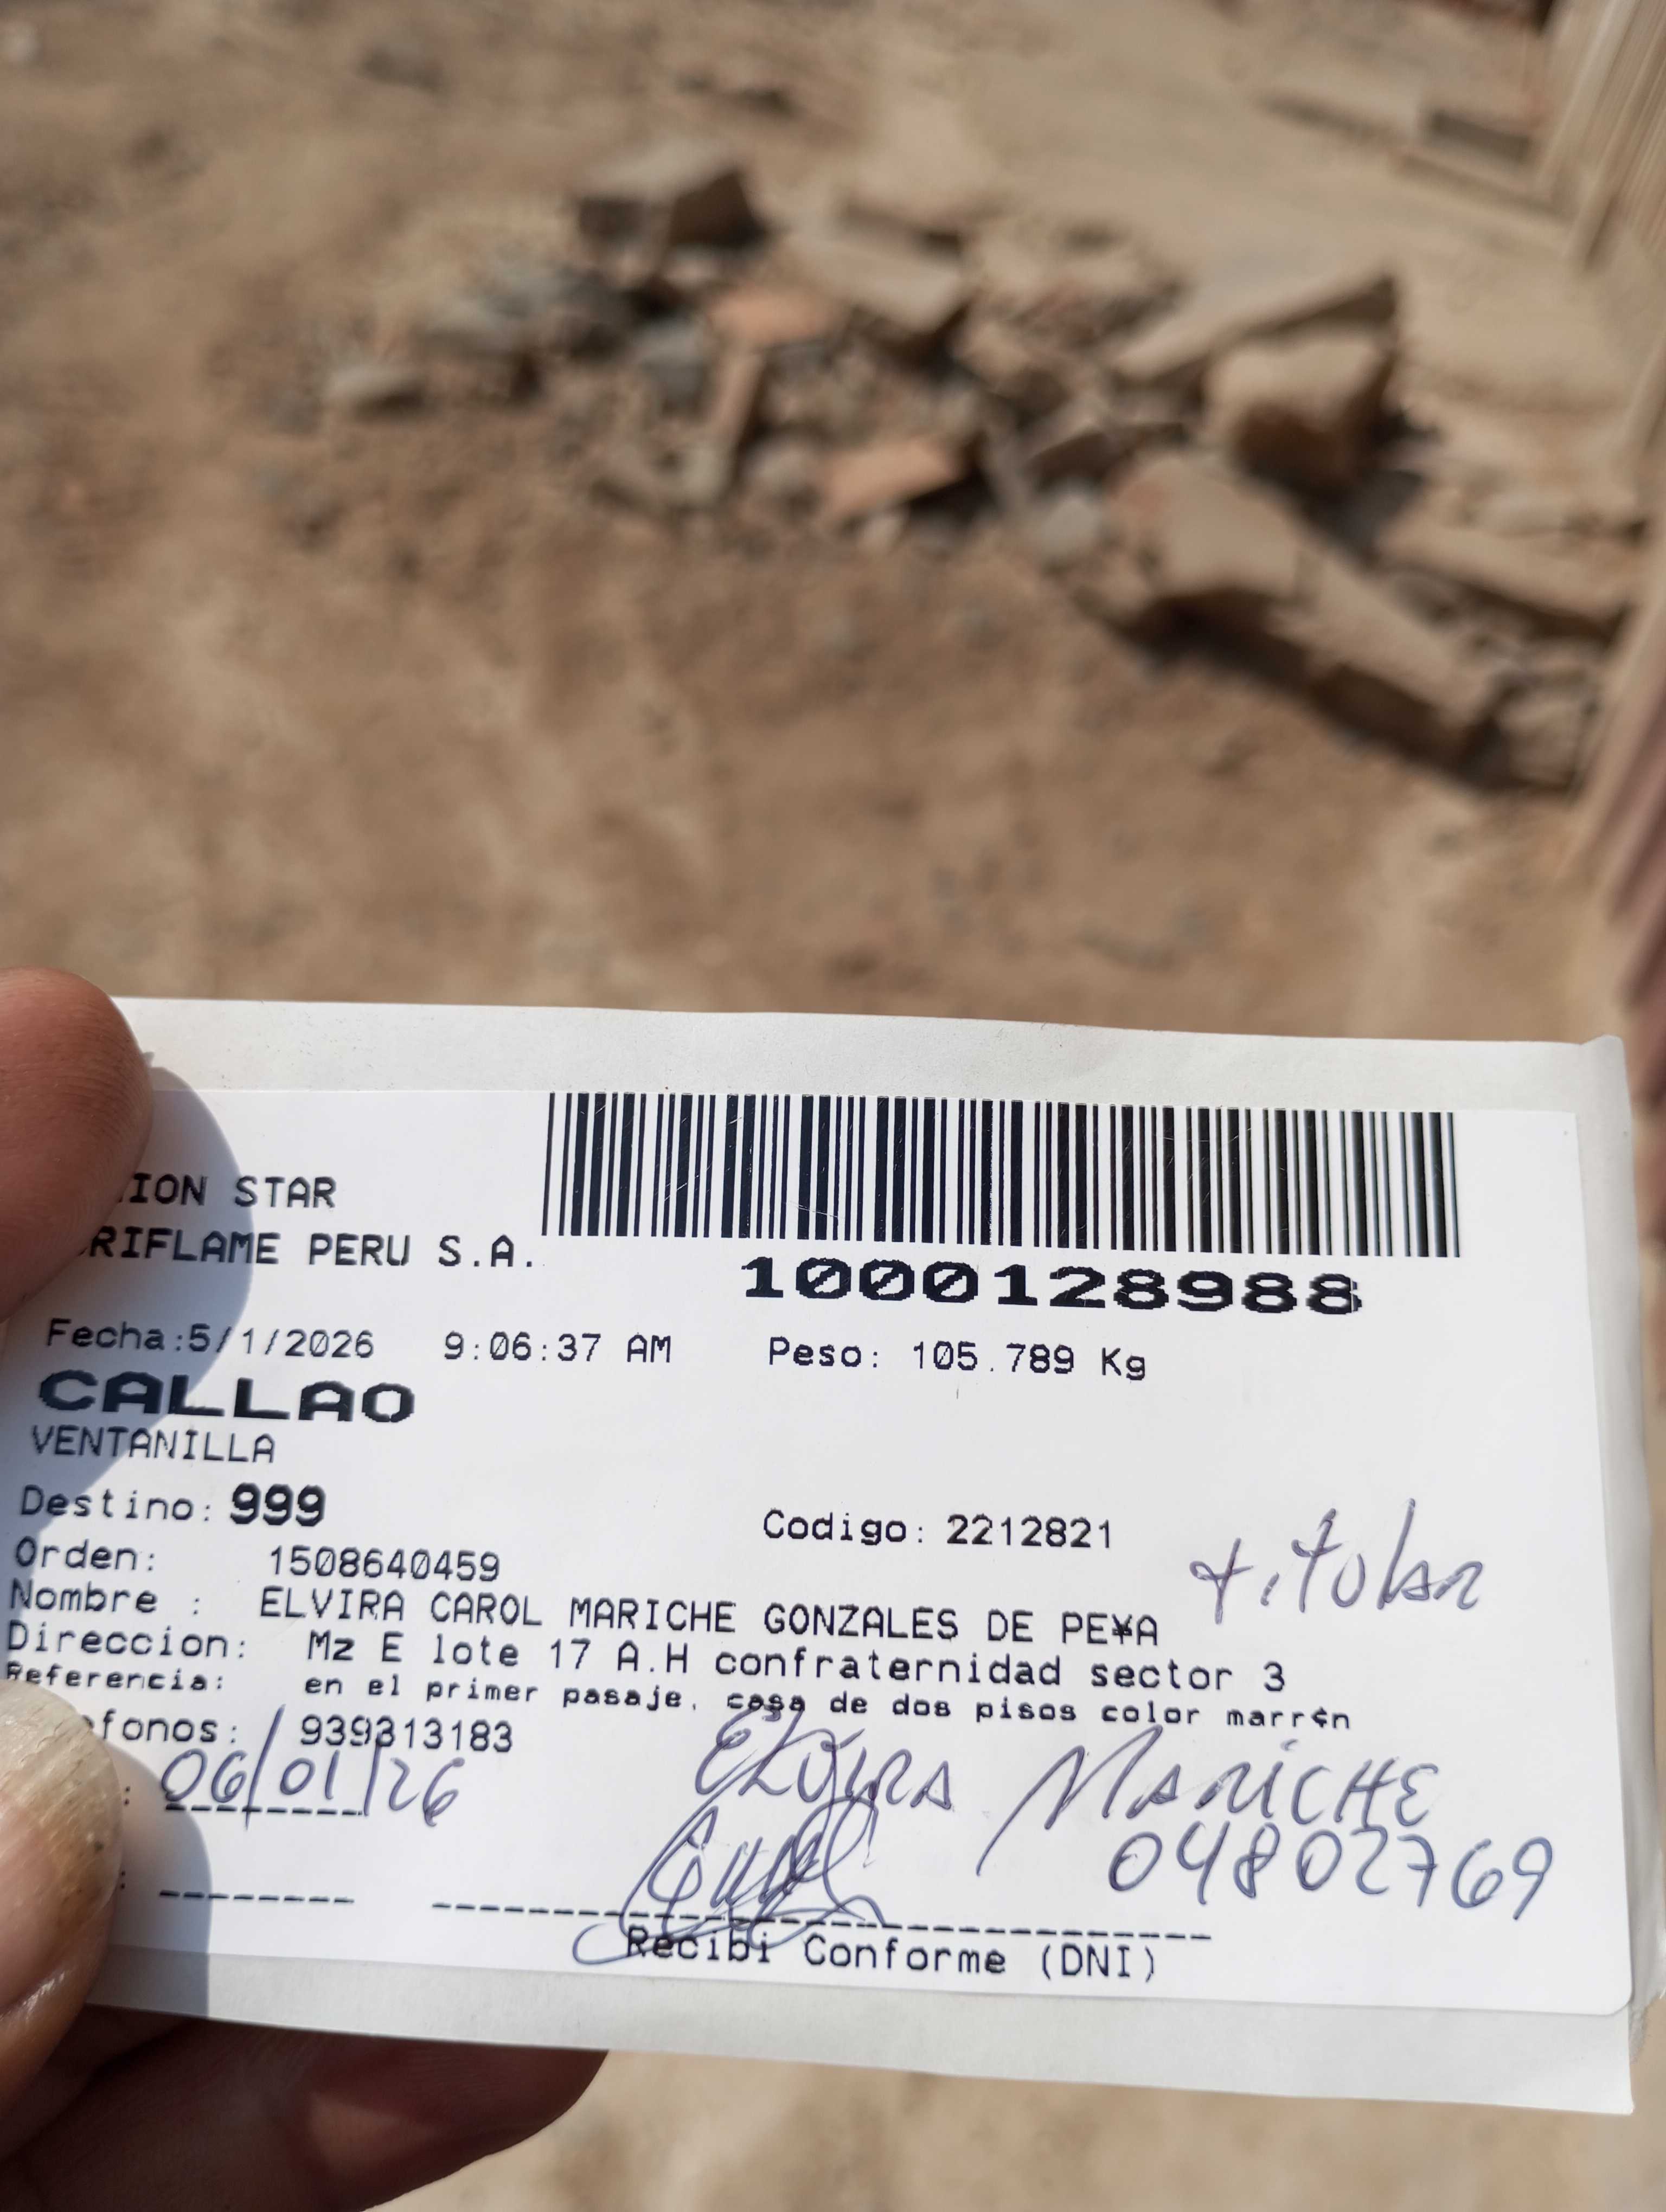 ION STAR
RIFLAME PERU S.A.
1000128988
Fecha:5/1/2026 9:06:37 AM Peso: 105.789 Kg
CALLAO
VENTANILLA
Destino: 999 Codigo: 2212821
titular
Orden: 1508640459
Nombre : ELVIRA CAROL MARICHE GONZALES DE PE¥A
Direccion: Mz E lote 17 A.H confraternidad sector 3
Referencia: en el primer pasaje, casa de dos pisos color marr¢n
efonos: 939313183
: 06/01/26 ELVIRA MARICHE
04802769
:
Recibi Conforme (DNI)